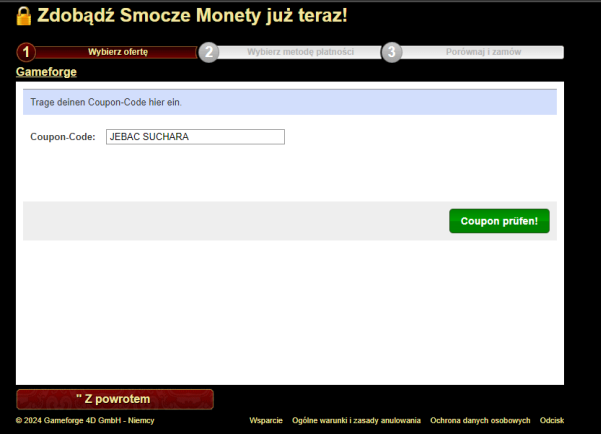 Zdobądź Smocze Monety już teraz!
1 Wybierz ofertę 2 Wybierz metodę płatności 3 Porównaj i zamów
Gameforge
Trage deinen Coupon-Code hier ein.
Coupon-Code: JEBAC SUCHARA
Coupon prüfen!
" Z powrotem
© 2024 Gameforge 4D GmbH - Niemcy Wsparcie Ogólne warunki i zasady anulowania Ochrona danych osobowych Odcisk